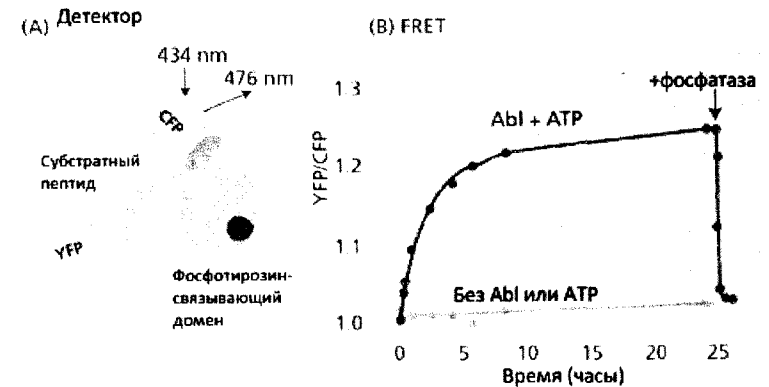 (A) Детектор
434 nm
476 nm
CFP
Субстратный
пептид
YFP
Фосфотирозин-
связывающий
домен
(B) FRET
+фосфатаза
Abl + ATP
Без Abl или ATP
YFP/CFP
1.3
1.2
1.1
1.0
0 5 10 15 20 25
Время (часы)